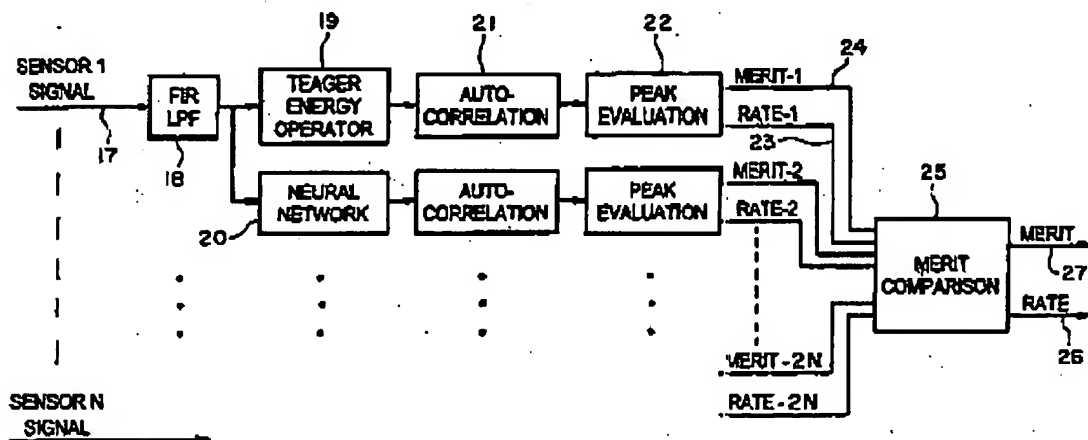 19
21
22
24
SENSOR 1
SIGNAL
17
FIR
LPF
18
TEAGER
ENERGY
OPERATOR
AUTO-
CORRELATION
PEAK
EVALUATION
MERIT-1
RATE-1
23
NEURAL
NETWORK
20
AUTO-
CORRELATION
PEAK
EVALUATION
MERIT-2
RATE-2
25
MERIT
COMPARISON
MERIT
27
RATE
26
MERIT-2N
RATE-2N
SENSOR N
SIGNAL